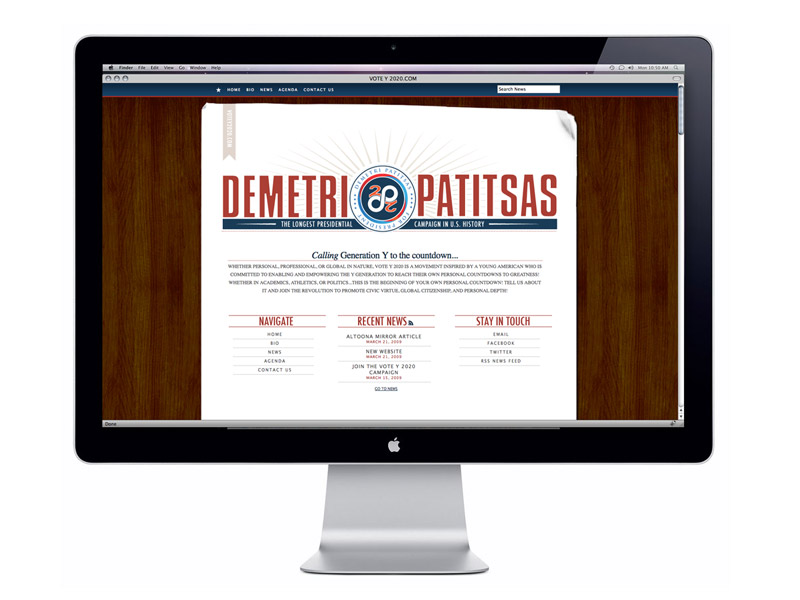 Finder File Edit View Go Window Help
Mon 10:50 AM
VOTE Y 2020.COM
HOME BIO NEWS AGENDA CONTACT US
Search News
VOTEY2020.COM
DEMETRI PATITSAS
DEMETRI PATITSAS
FOR PRESIDENT
THE LONGEST PRESIDENTIAL CAMPAIGN IN U.S. HISTORY
Calling Generation Y to the countdown...
WHETHER PERSONAL, PROFESSIONAL, OR GLOBAL IN NATURE, VOTE Y 2020 IS A MOVEMENT INSPIRED BY A YOUNG AMERICAN WHO IS
COMMITTED TO ENABLING AND EMPOWERING THE Y GENERATION TO REACH THEIR OWN PERSONAL COUNTDOWNS TO GREATNESS!
WHETHER IN ACADEMICS, ATHLETICS, OR POLITICS...THIS IS THE BEGINNING OF YOUR OWN PERSONAL COUNTDOWN! TELL US ABOUT
IT AND JOIN THE REVOLUTION TO PROMOTE CIVIC VIRTUE, GLOBAL CITIZENSHIP, AND PERSONAL DEPTH!
NAVIGATE
HOME
BIO
NEWS
AGENDA
CONTACT US
RECENT NEWS
ALTOONA MIRROR ARTICLE
MARCH 21, 2009
NEW WEBSITE
MARCH 21, 2009
JOIN THE VOTE Y 2020
CAMPAIGN
MARCH 15, 2009
GO TO NEWS
STAY IN TOUCH
EMAIL
FACEBOOK
TWITTER
RSS NEWS FEED
Done